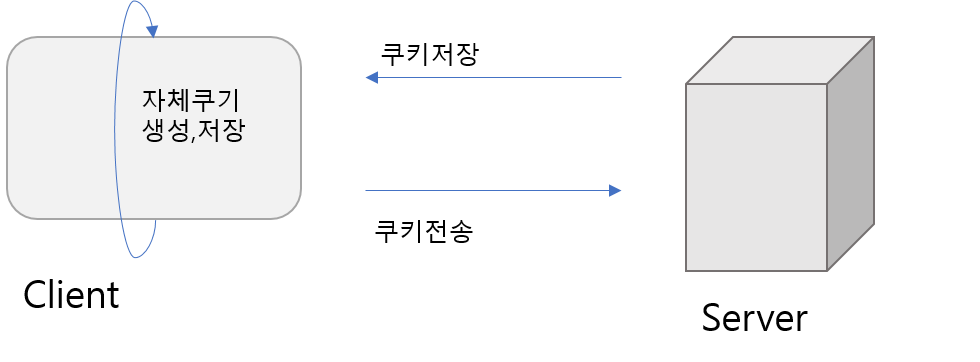 쿠키저장
자체쿠기
생성,저장
쿠키전송
Client
Server